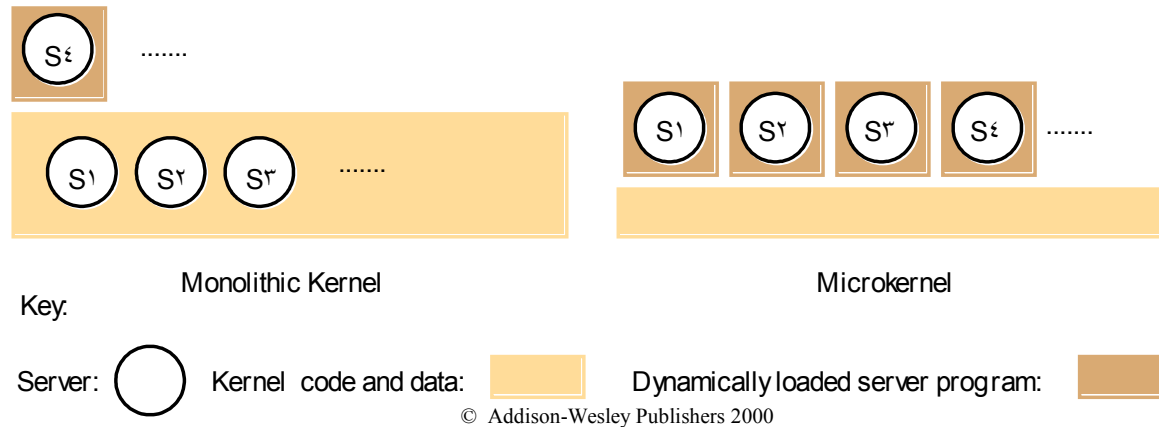 S٤ .......
S١ S٢ S٣ .......
S١ S٢ S٣ S٤ .......
Monolithic Kernel
Microkernel
Key:
Server: Kernel code and data: Dynamically loaded server program:
© Addison-Wesley Publishers 2000